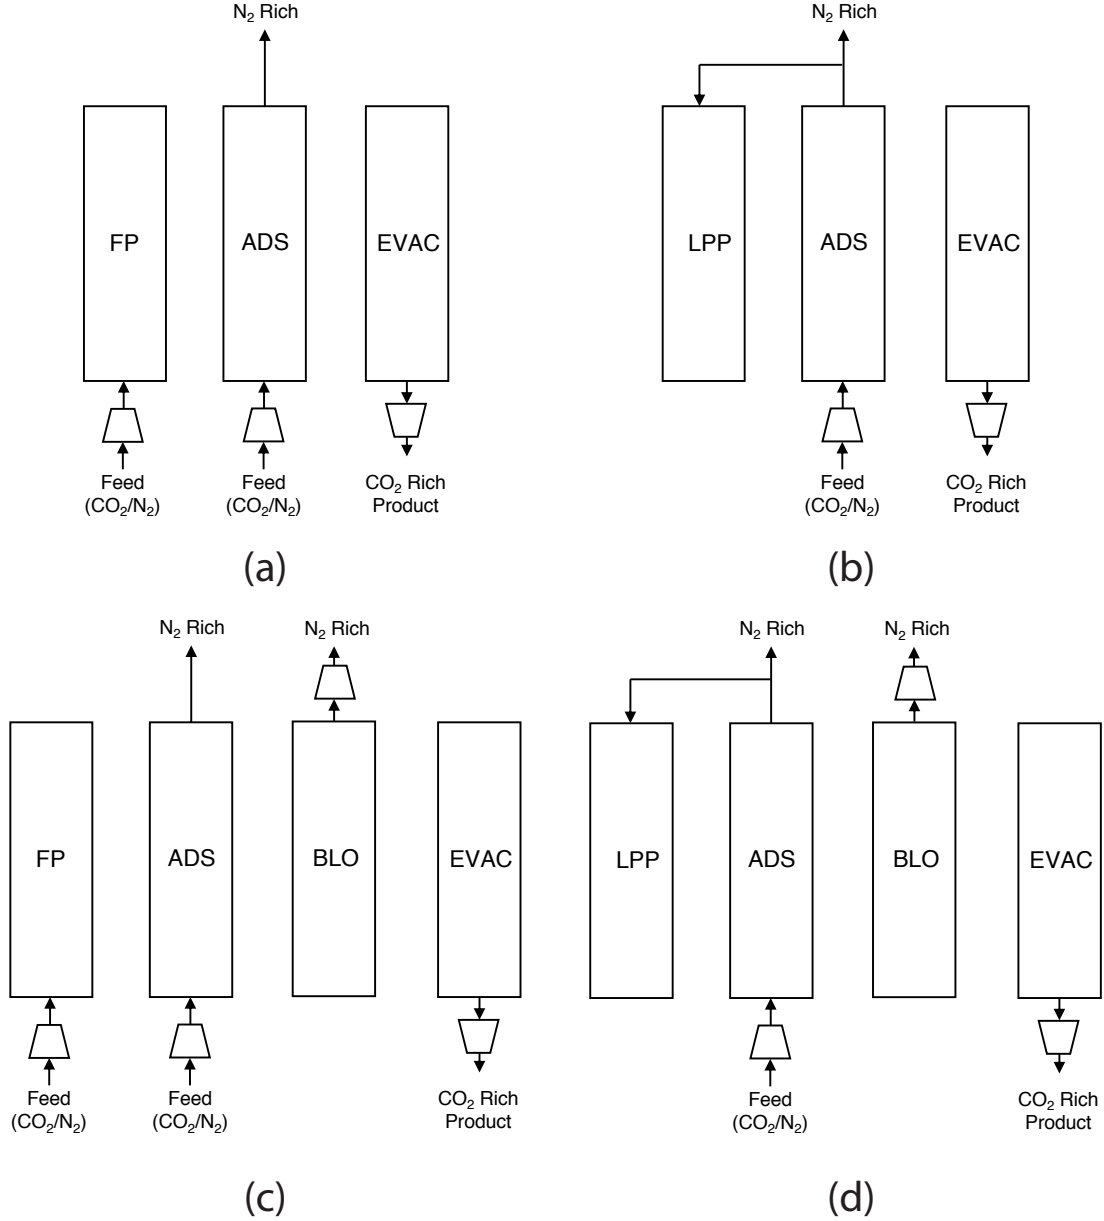 N₂ Rich
FP
ADS
EVAC
Feed
(CO₂/N₂)
Feed
(CO₂/N₂)
CO₂ Rich
Product
(a)
N₂ Rich
LPP
ADS
EVAC
Feed
(CO₂/N₂)
CO₂ Rich
Product
(b)
N₂ Rich
N₂ Rich
FP
ADS
BLO
EVAC
Feed
(CO₂/N₂)
Feed
(CO₂/N₂)
CO₂ Rich
Product
(c)
N₂ Rich
N₂ Rich
LPP
ADS
BLO
EVAC
Feed
(CO₂/N₂)
CO₂ Rich
Product
(d)